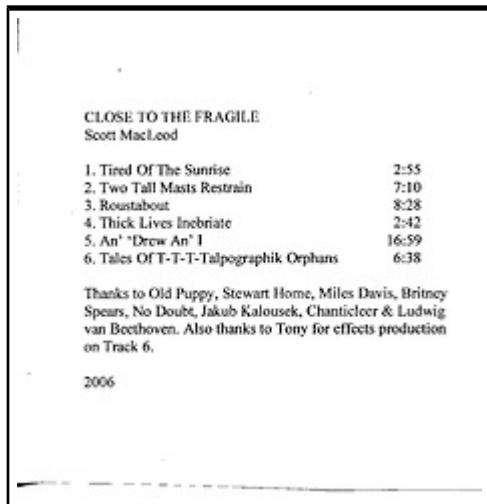 CLOSE TO THE FRAGILE
Scott MacLeod
1. Tired Of The Sunrise 2:55
2. Two Tall Masts Restrain 7:10
3. Roustabout 8:28
4. Thick Lives Inebriate 2:42
5. An' 'Drew An' I 16:59
6. Tales Of T-T-T-Talpographik Orphans 6:38
Thanks to Old Puppy, Stewart Home, Miles Davis, Britney
Spears, No Doubt, Jakub Kalousek, Chanticleer & Ludwig
van Beethoven. Also thanks to Tony for effects production
on Track 6.
2006